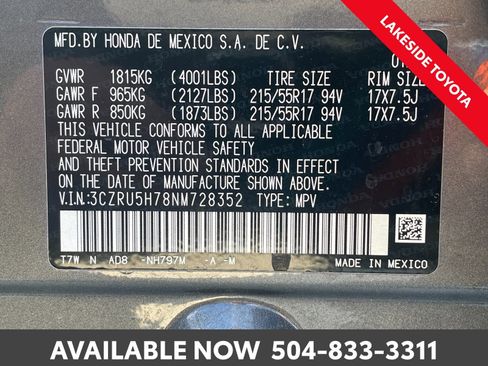 MFD.BY HONDA DE MEXICO S.A. DE C.V.
GVWR 1815KG (4001LBS) TIRE SIZE RIM SIZE
GAWR F 965KG (2127LBS) 215/55R17 94V 17X7.5J
GAWR R 850KG (1873LBS) 215/55R17 94V 17X7.5J
THIS VEHICLE CONFORMS TO ALL APPLICABLE
FEDERAL MOTOR VEHICLE SAFETY
AND THEFT PREVENTION STANDARDS IN EFFECT
ON THE DATE OF MANUFACTURE SHOWN ABOVE.
V.I.N:3CZRU5H78NM728352 TYPE: MPV
T7W N AD8 -NH797M -A -M
MADE IN MEXICO
LAKESIDE TOYOTA
AVAILABLE NOW 504-833-3311